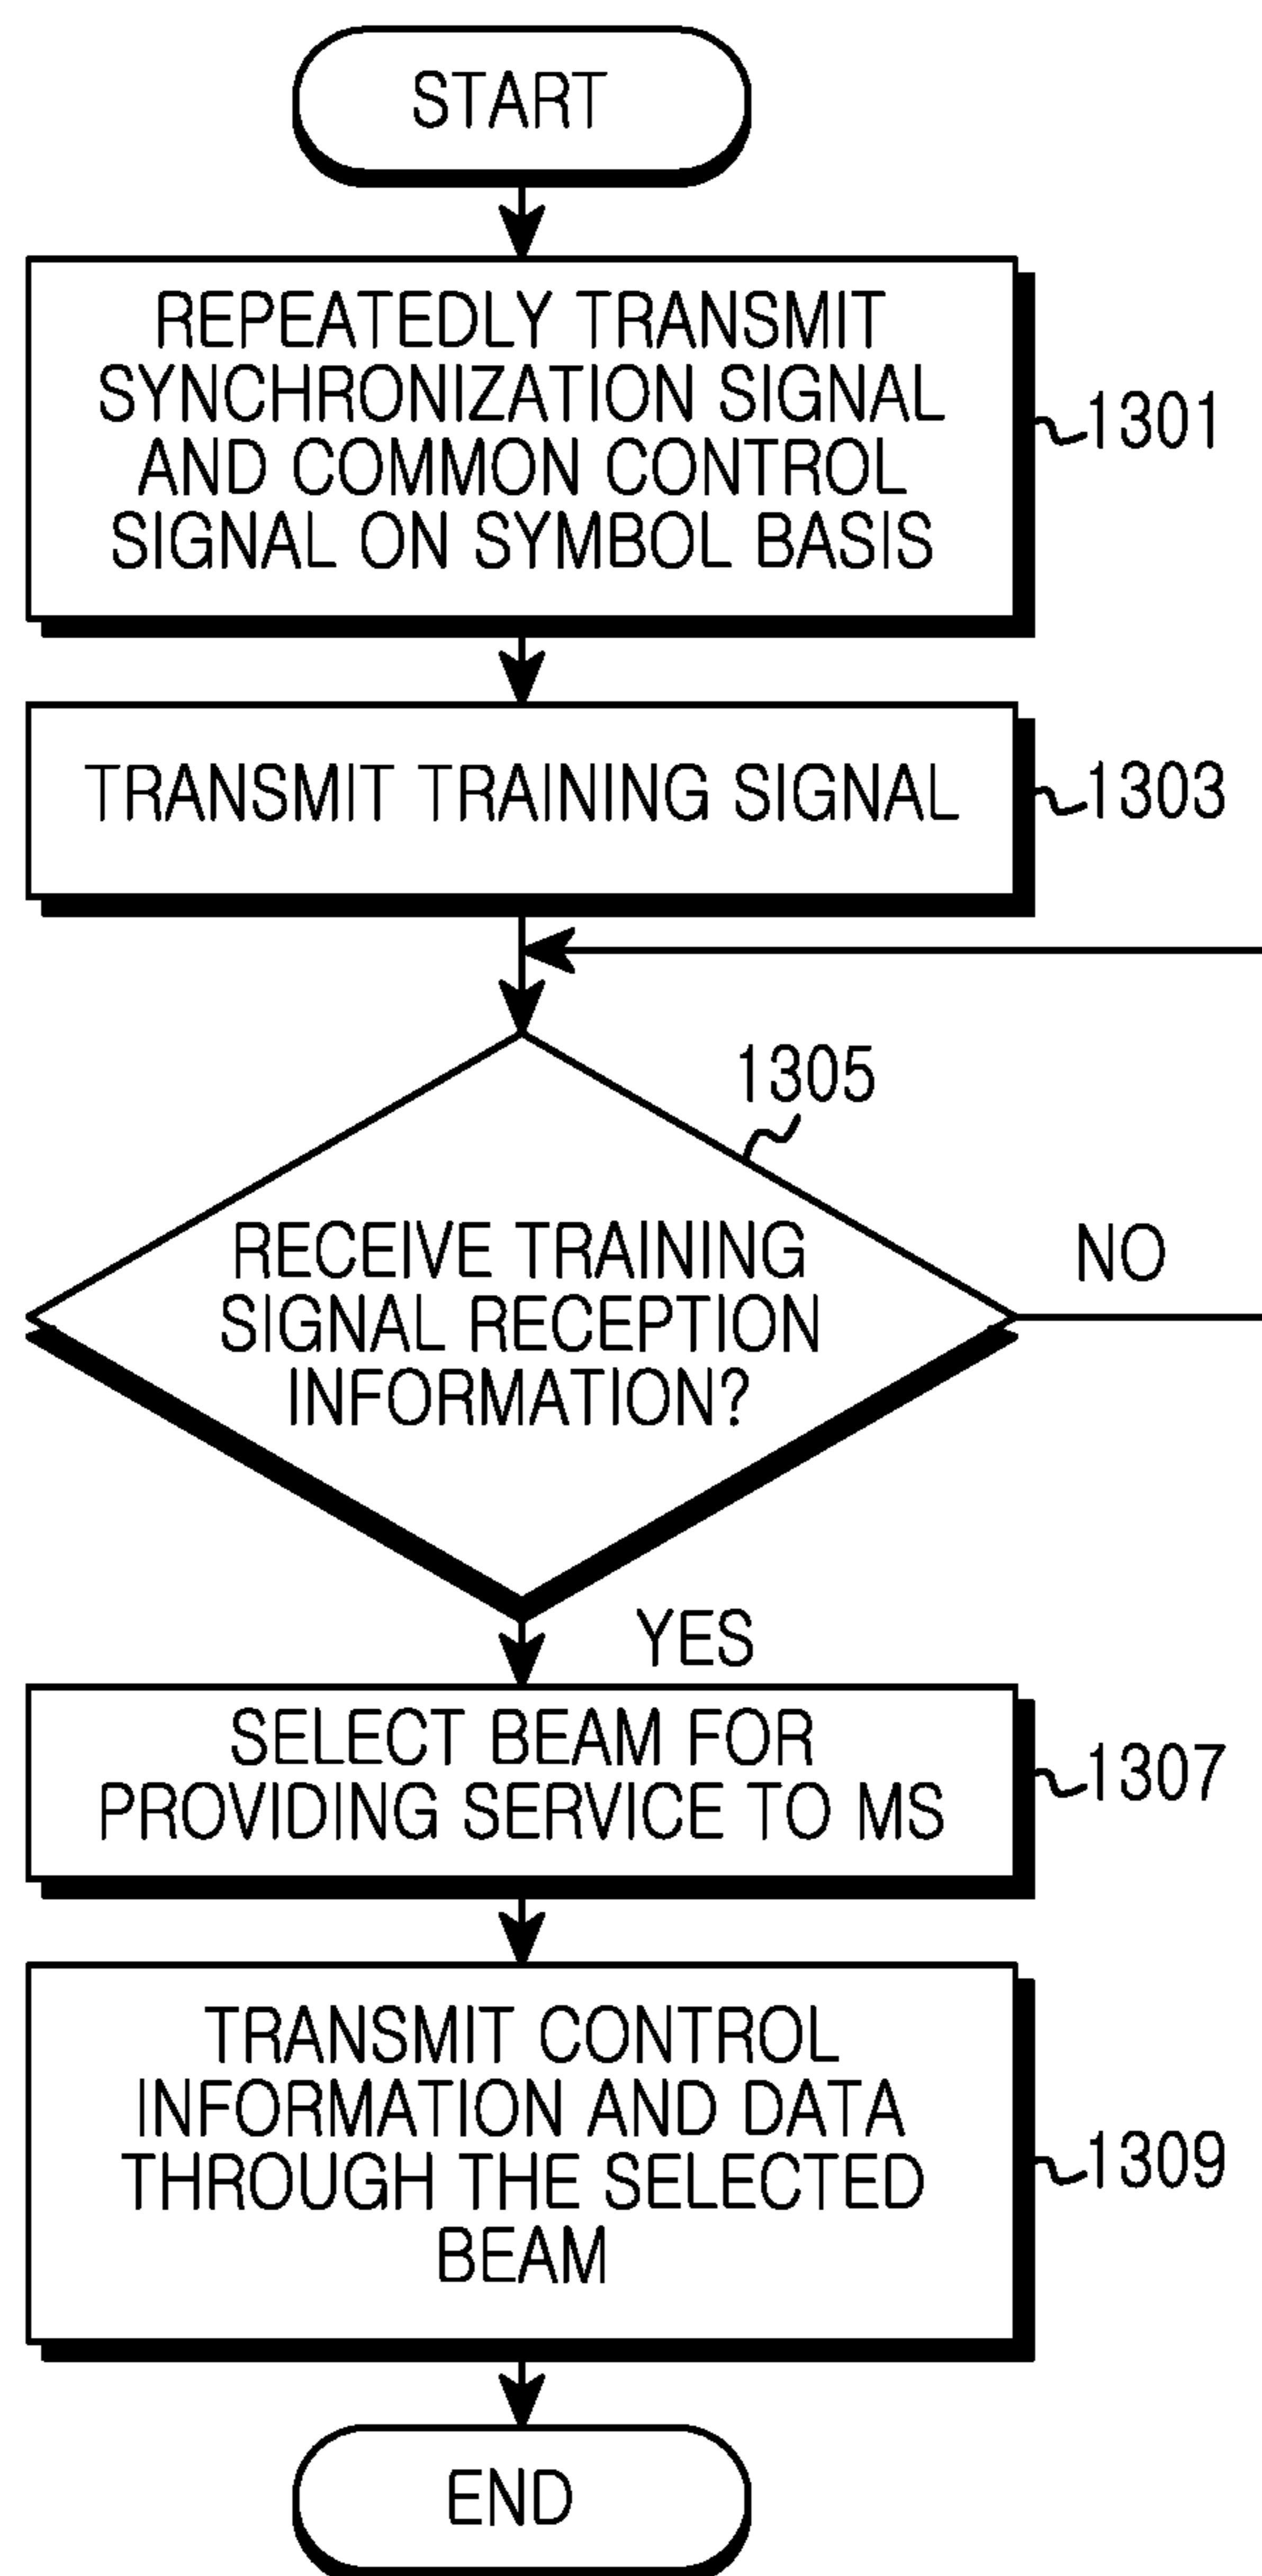 START
REPEATEDLY TRANSMIT
SYNCHRONIZATION SIGNAL
AND COMMON CONTROL
SIGNAL ON SYMBOL BASIS
1301
TRANSMIT TRAINING SIGNAL
1303
1305
RECEIVE TRAINING
SIGNAL RECEPTION
INFORMATION?
NO
YES
SELECT BEAM FOR
PROVIDING SERVICE TO MS
1307
TRANSMIT CONTROL
INFORMATION AND DATA
THROUGH THE SELECTED
BEAM
1309
END